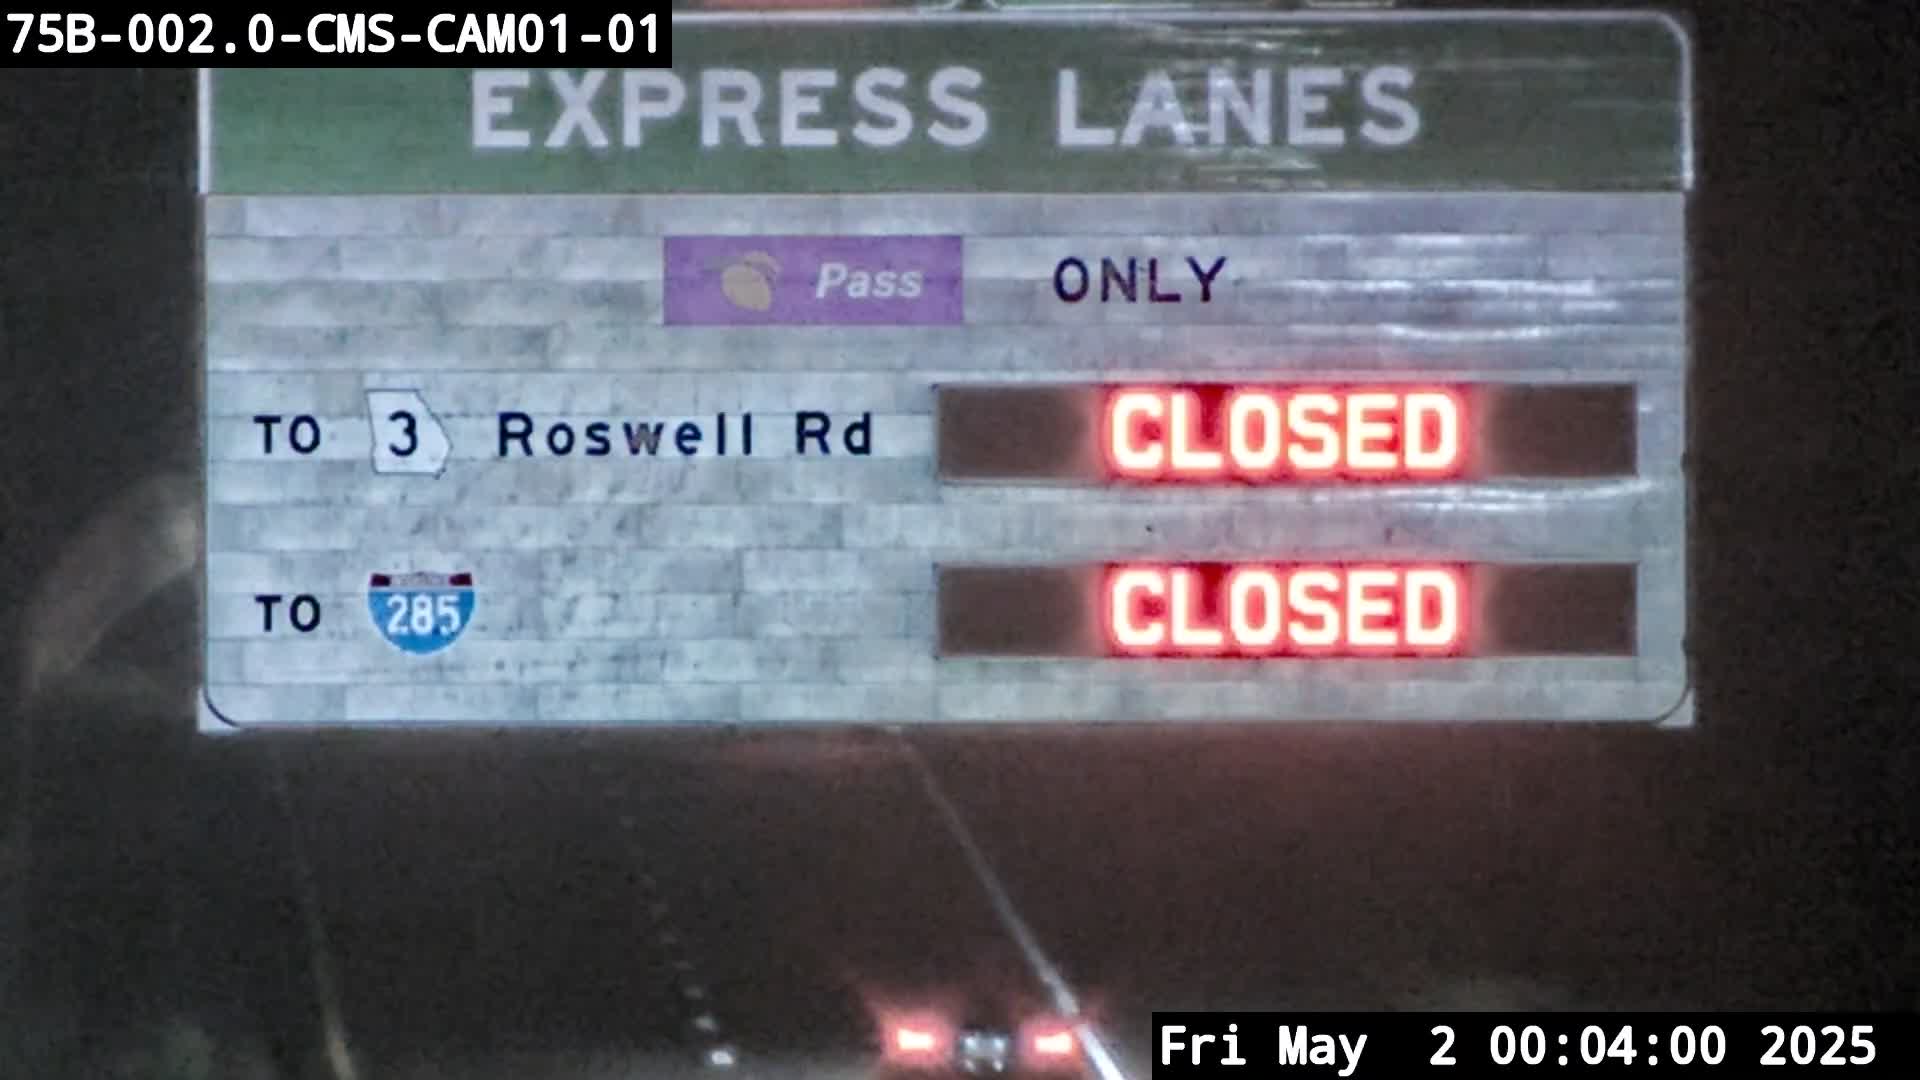 75B-002.0-CMS-CAM01-01
EXPRESS LANES
Pass ONLY
TO 3 Roswell Rd CLOSED
TO 285 CLOSED
Fri May 2 00:04:00 2025